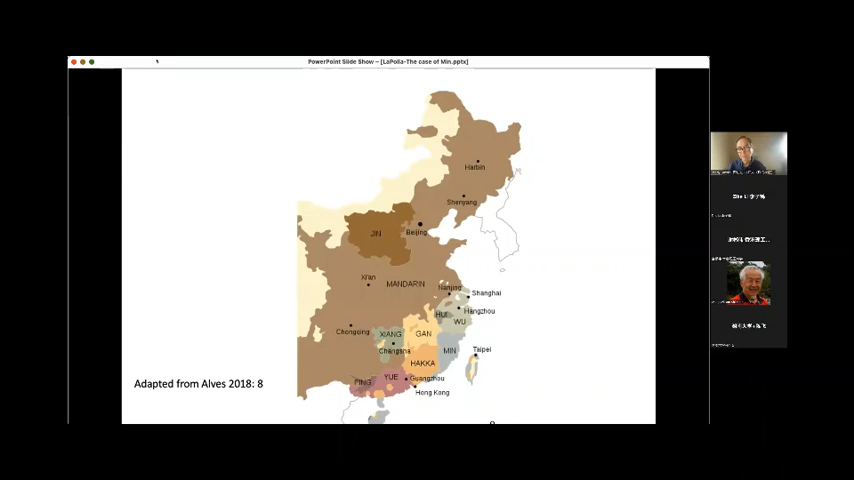 PowerPoint Slide Show – [LaPolla-The case of Min.pptx]
Harbin
Shenyang
JIN
Beijing
Xi'an
MANDARIN
Nanjing
Shanghai
Hangzhou
HUI
WU
Chongqing
XIANG
GAN
Changsha
MIN
Taipei
HAKKA
PING
YUE
Guangzhou
Hong Kong
Adapted from Alves 2018: 8